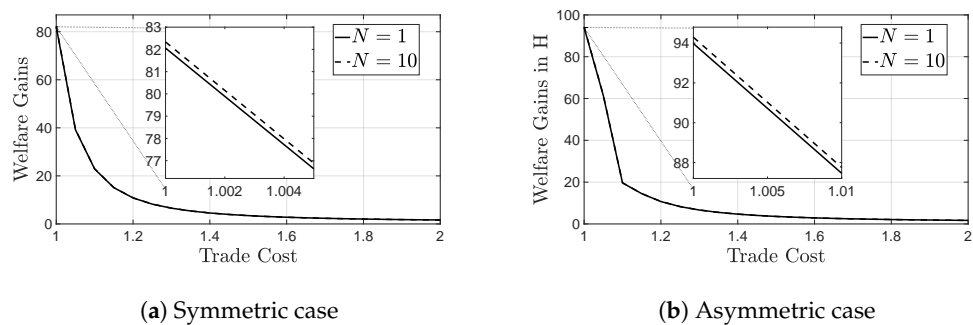 Welfare Gains
80
60
40
20
0
83
82
81
80
79
78
77
1 1.002 1.004
N = 1
N = 10
1 1.2 1.4 1.6 1.8 2
Trade Cost
(a) Symmetric case
Welfare Gains in H
100
80
60
40
20
0
94
92
90
88
1 1.005 1.01
N = 1
N = 10
1 1.2 1.4 1.6 1.8 2
Trade Cost
(b) Asymmetric case